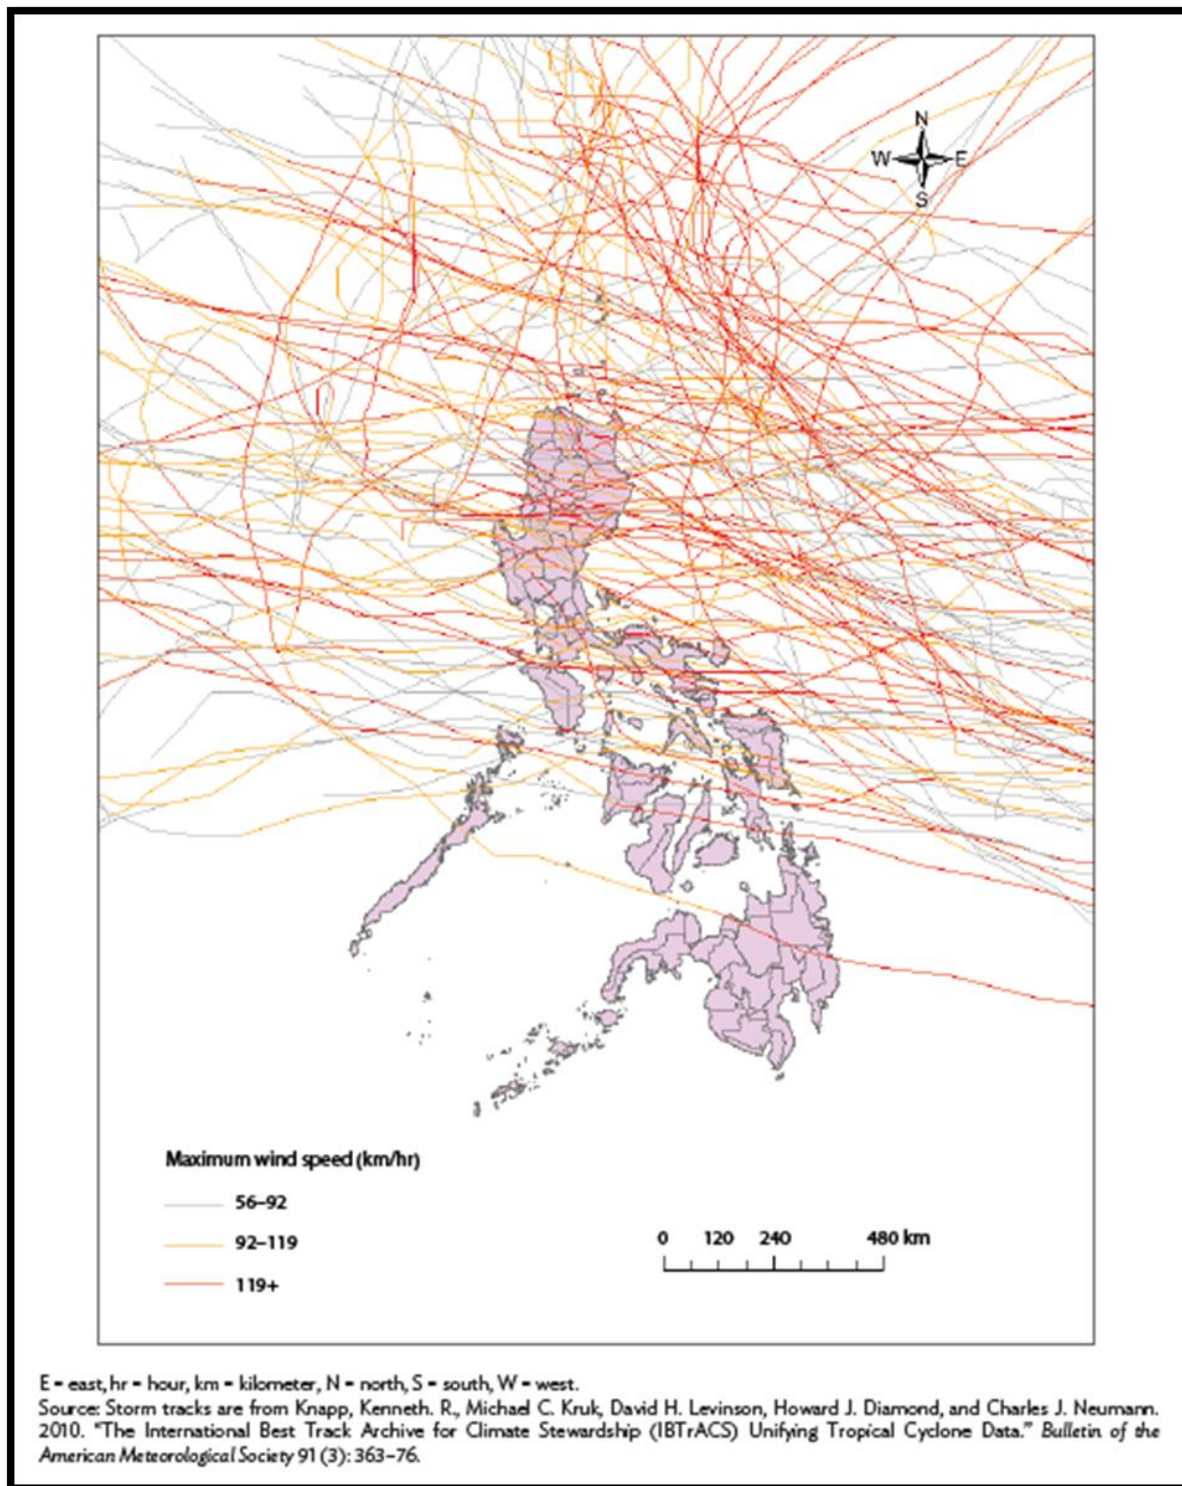 N
W E
S
Maximum wind speed (km/hr)
56–92
92–119
119+
0 120 240 480 km
E = east, hr = hour, km = kilometer, N = north, S = south, W = west.
Source: Storm tracks are from Knapp, Kenneth. R., Michael C. Kruk, David H. Levinson, Howard J. Diamond, and Charles J. Neumann.
2010. “The International Best Track Archive for Climate Stewardship (IBTrACS) Unifying Tropical Cyclone Data.” Bulletin of the
American Meteorological Society 91 (3): 363–76.